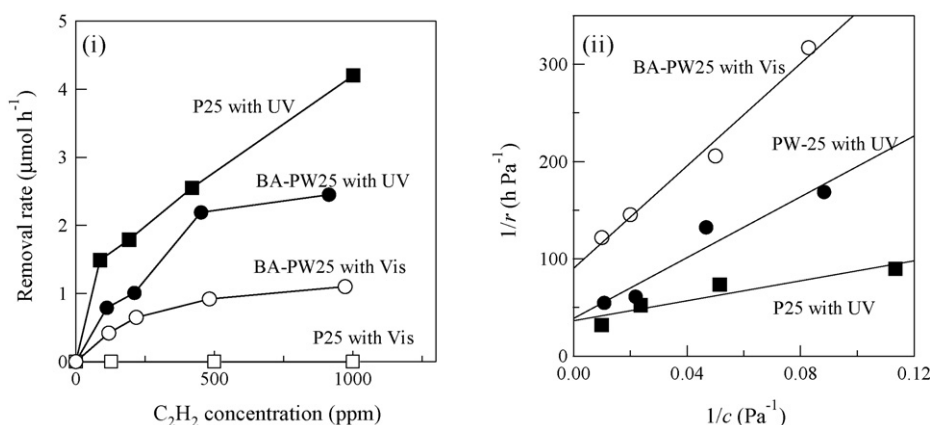 (i)
5
4
3
2
1
0
Removal rate (μmol h⁻¹)
P25 with UV
BA-PW25 with UV
BA-PW25 with Vis
P25 with Vis
0
500
1000
C₂H₂ concentration (ppm)
(ii)
300
200
100
0
1/r (h Pa⁻¹)
BA-PW25 with Vis
PW-25 with UV
P25 with UV
0.00
0.04
0.08
0.12
1/c (Pa⁻¹)